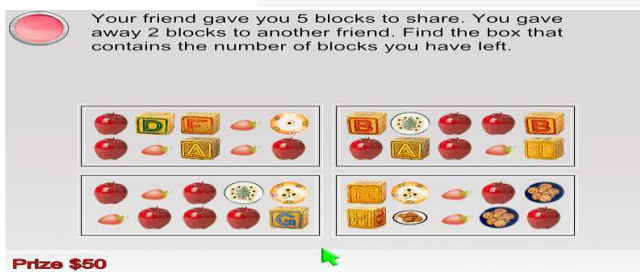 Your friend gave you 5 blocks to share. You gave
away 2 blocks to another friend. Find the box that
contains the number of blocks you have left.
D F B B
A A
G
Prize $50